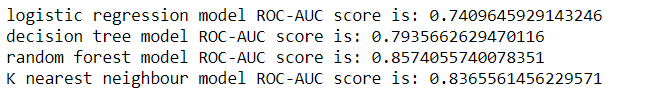 logistic regression model ROC-AUC score is: 0.7409645929143246
decision tree model ROC-AUC score is: 0.7935662629470116
random forest model ROC-AUC score is: 0.8574055740078351
K nearest neighbour model ROC-AUC score is: 0.8365561456229571